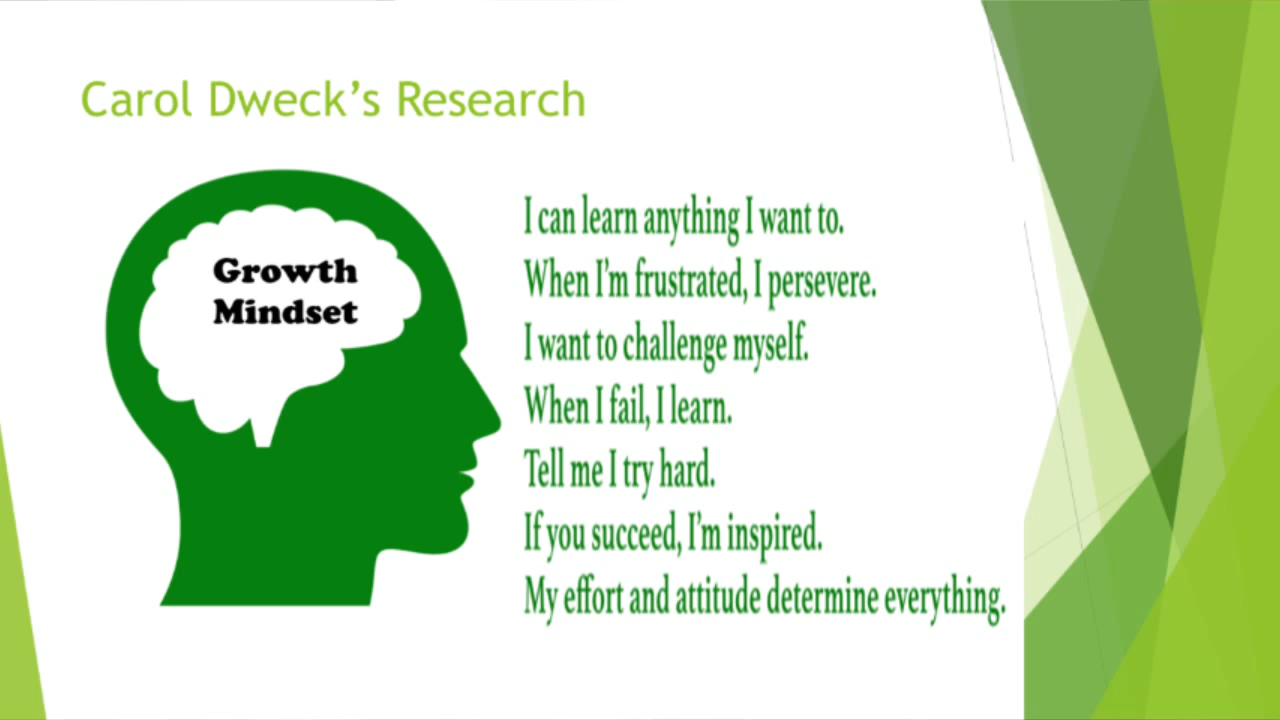 Carol Dweck’s Research
Growth
Mindset
I can learn anything I want to.
When I’m frustrated, I persevere.
I want to challenge myself.
When I fail, I learn.
Tell me I try hard.
If you succeed, I’m inspired.
My effort and attitude determine everything.